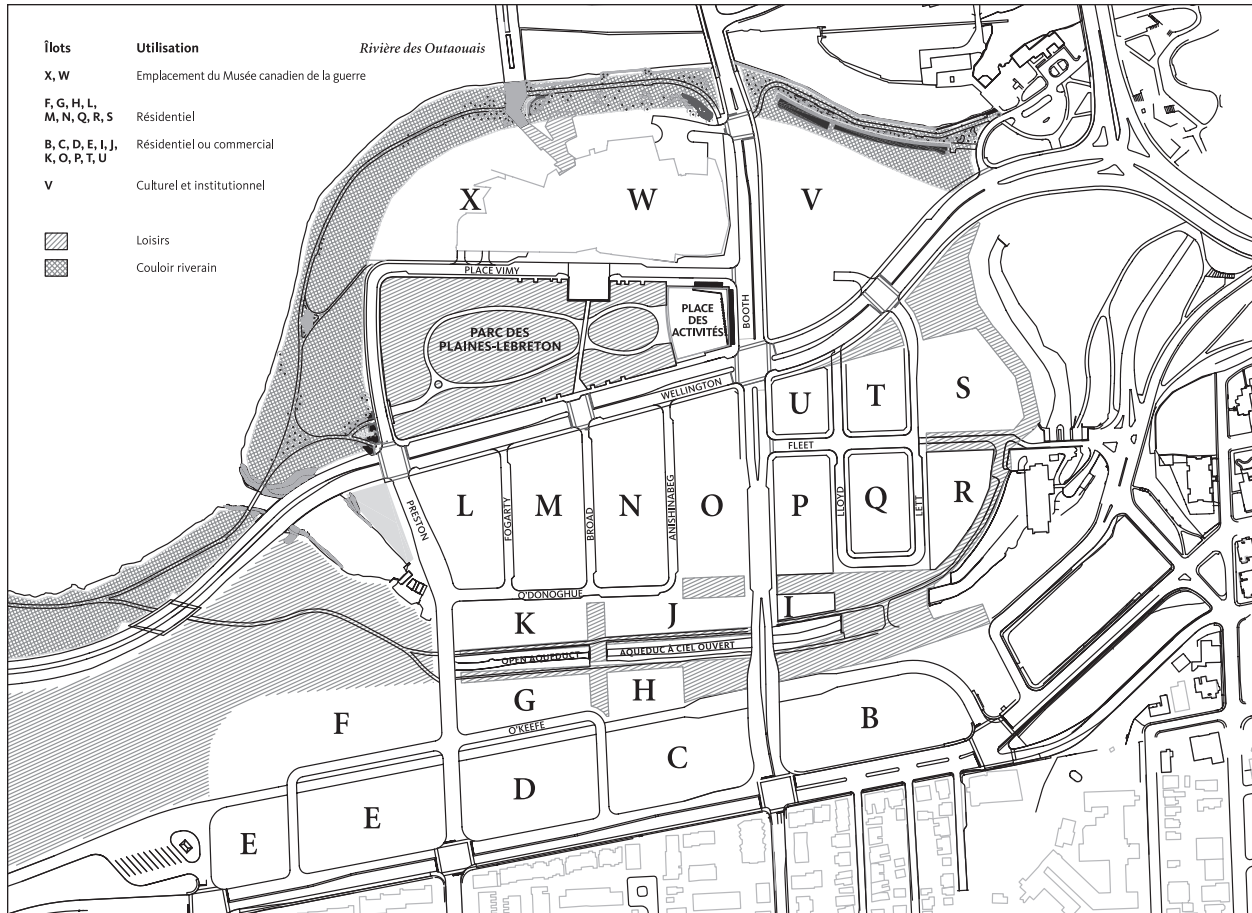 Îlots Utilisation
Rivière des Outaouais
X, W Emplacement du Musée canadien de la guerre
F, G, H, L,
M, N, Q, R, S Résidentiel
B, C, D, E, I, J, Résidentiel ou commercial
K, O, P, T, U
V Culturel et institutionnel
Loisirs
Couloir riverain
X
W
V
PLACE VIMY
PARC DES
PLAINES-LEBRETON
PLACE
DES
ACTIVITÉS
BOOTH
WELLINGTON
U
T
S
FLEET
L
M
N
O
P
Q
R
PRESTON
FOGARTY
BROAD
ANISHINABEG
LLOYD
LETT
O'DONOGHUE
K
J
I
OPEN AQUEDUCT
AQUEDUC À CIEL OUVERT
F
G
H
O'KEEFE
B
C
D
E
E